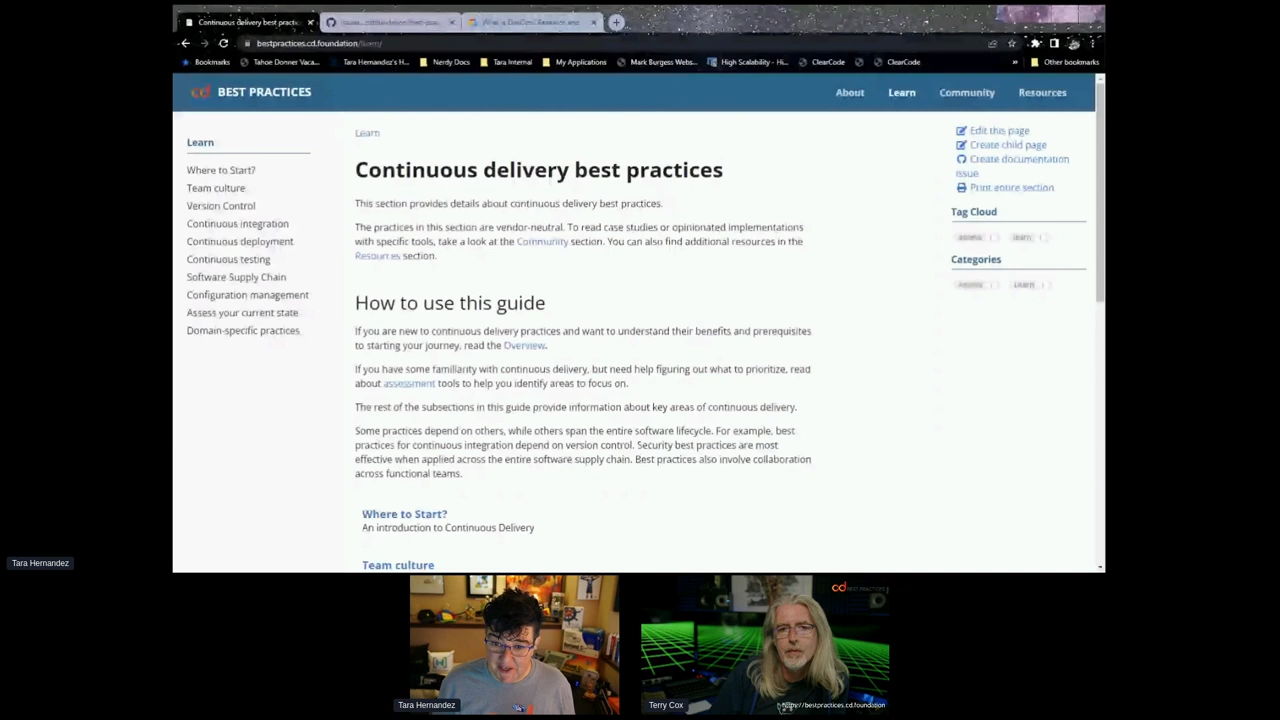 Continuous delivery best practic
bestpractices.cd.foundation/learn/
Bookmarks
Tahoe Donner Vaca...
Tara Hernandez's H...
Nerdy Docs
Tara Internal
My Applications
Mark Burgess Webs...
High Scalability - Hi...
ClearCode
ClearCode
»
Other bookmarks
cd BEST PRACTICES
About
Learn
Community
Resources
Learn
Where to Start?
Team culture
Version Control
Continuous integration
Continuous deployment
Continuous testing
Software Supply Chain
Configuration management
Assess your current state
Domain-specific practices
Learn
Continuous delivery best practices
This section provides details about continuous delivery best practices.
The practices in this section are vendor-neutral. To read case studies or opinionated implementations
with specific tools, take a look at the Community section. You can also find additional resources in the
Resources section.
How to use this guide
If you are new to continuous delivery practices and want to understand their benefits and prerequisites
to starting your journey, read the Overview.
If you have some familiarity with continuous delivery, but need help figuring out what to prioritize, read
about assessment tools to help you identify areas to focus on.
The rest of the subsections in this guide provide information about key areas of continuous delivery.
Some practices depend on others, while others span the entire software lifecycle. For example, best
practices for continuous integration depend on version control. Security best practices are most
effective when applied across the entire software supply chain. Best practices also involve collaboration
across functional teams.
Where to Start?
An introduction to Continuous Delivery
Team culture
Edit this page
Create child page
Create documentation
issue
Print entire section
Tag Cloud
assess
learn
Categories
Assess
Learn
Tara Hernandez
Tara Hernandez
cd BEST PRACTICES
Terry Cox
https://bestpractices.cd.foundation